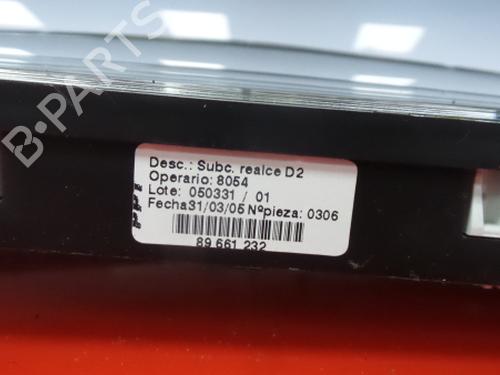 B-PARTS
Desc.: Subc. realce D2
Operario: 8054
Lote: 050331 / 01
Fecha31/03/05 Nºpieza: 0306
89 661 232